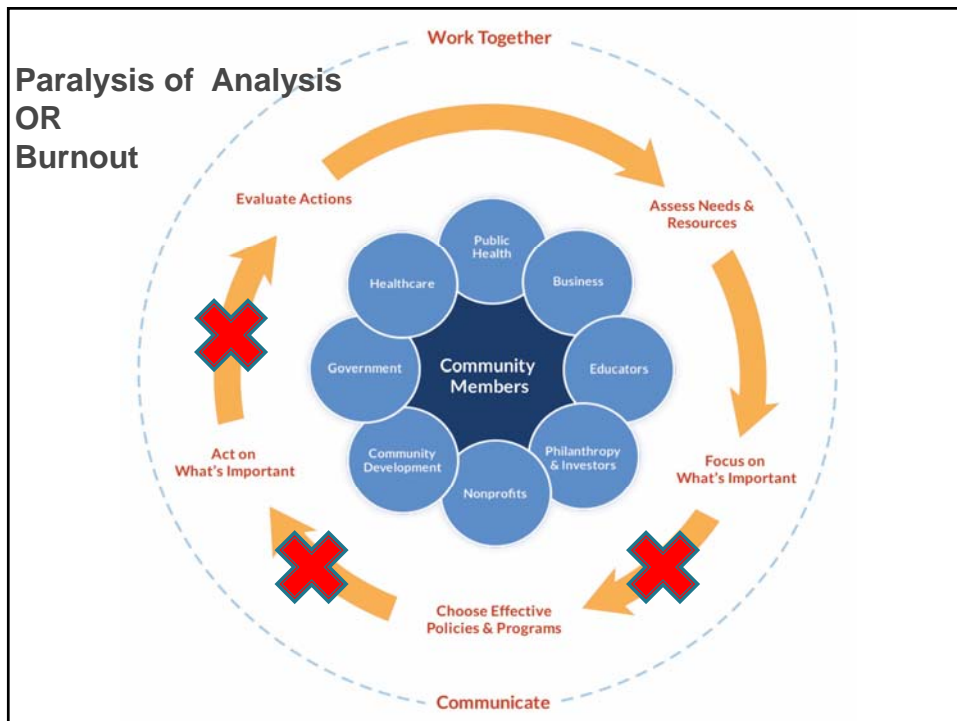 Work Together
Paralysis of Analysis
OR
Burnout
Evaluate Actions
Assess Needs &
Resources
Public
Health
Healthcare
Business
Government
Community
Members
Educators
Community
Development
Philanthropy
& Investors
Nonprofits
Act on
What's Important
Focus on
What's Important
Choose Effective
Policies & Programs
Communicate